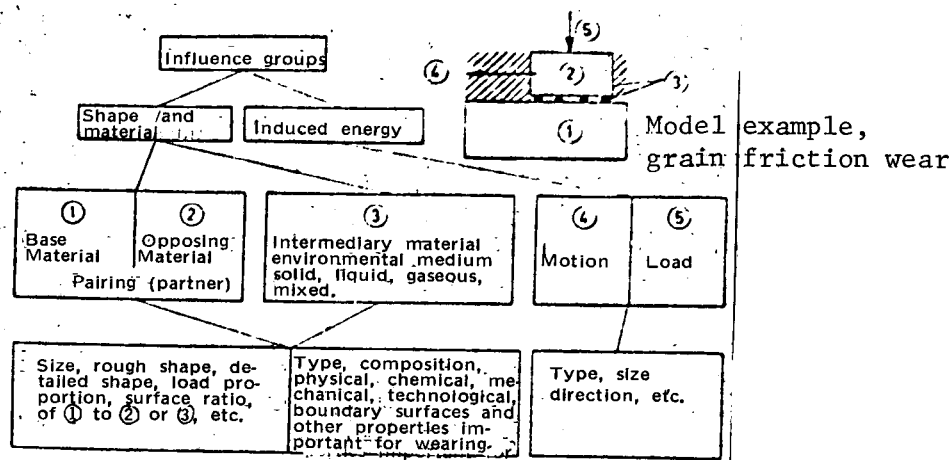 Influence groups
Shape and
material
Induced energy
(5)
④
(2)
(3)
①
Model example,
grain friction wear
①
Base
Material
②
Opposing
Material
Pairing (partner)
③
Intermediary material
environmental medium
solid, liquid, gaseous,
mixed.
④
Motion
⑤
Load
Size, rough shape, de-
tailed shape, load pro-
portion, surface ratio,
of ① to ② or ③, etc.
Type, composition,
physical, chemical, me-
chanical, technological,
boundary surfaces and
other properties im-
portant for wearing.
Type, size
direction, etc.